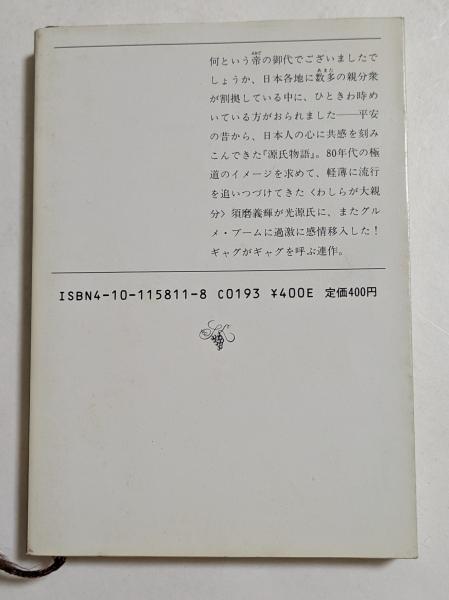 何という帝の御代でございましたで
しょうか、日本各地に数多の親分衆
が割拠している中に、ひときわ時め
いている方がおられました――平安
の昔から、日本人の心に共感を刻み
こんできた『源氏物語』。80年代の極
道のイメージを求めて、軽薄に流行
を追いつづけてきた〈わしらが大親
分〉須磨義輝が光源氏に、またグル
メ・ブームに過激に感情移入した！
ギャグがギャグを呼ぶ連作。
ISBN4-10-115811-8 C0193 ¥400E 定価400円